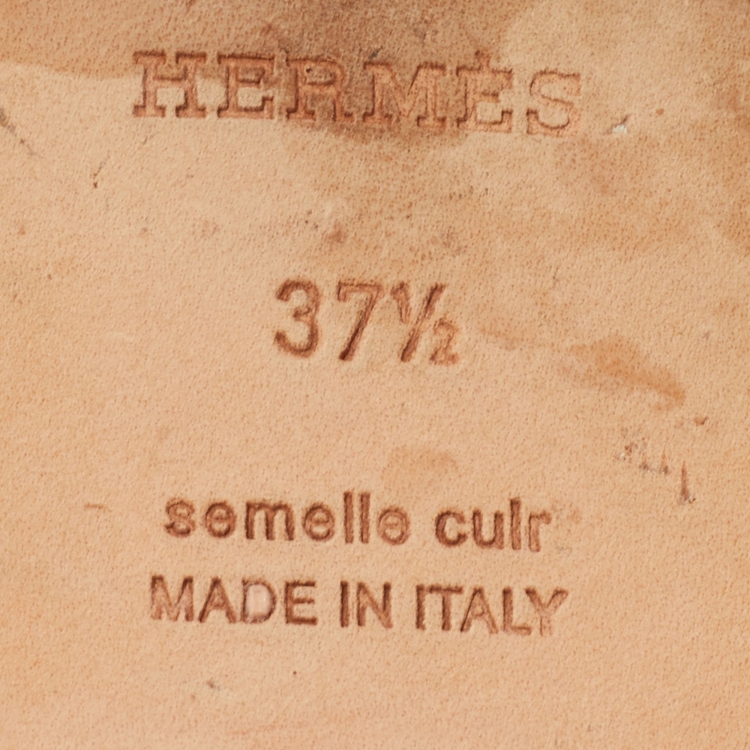 HERMÈS
37½
semelle cuir
MADE IN ITALY